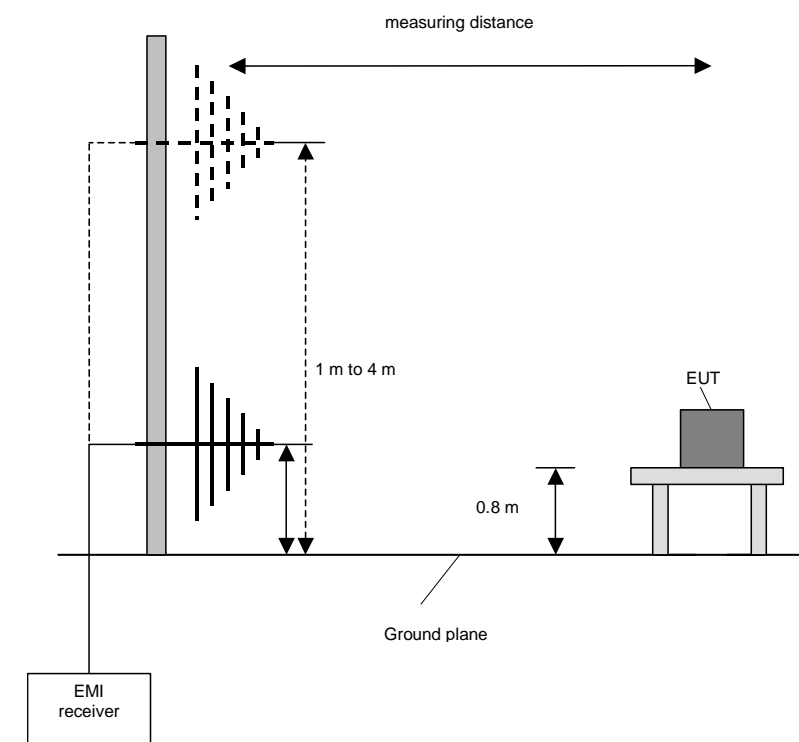 measuring distance
1 m to 4 m
EUT
0.8 m
Ground plane
EMI
receiver